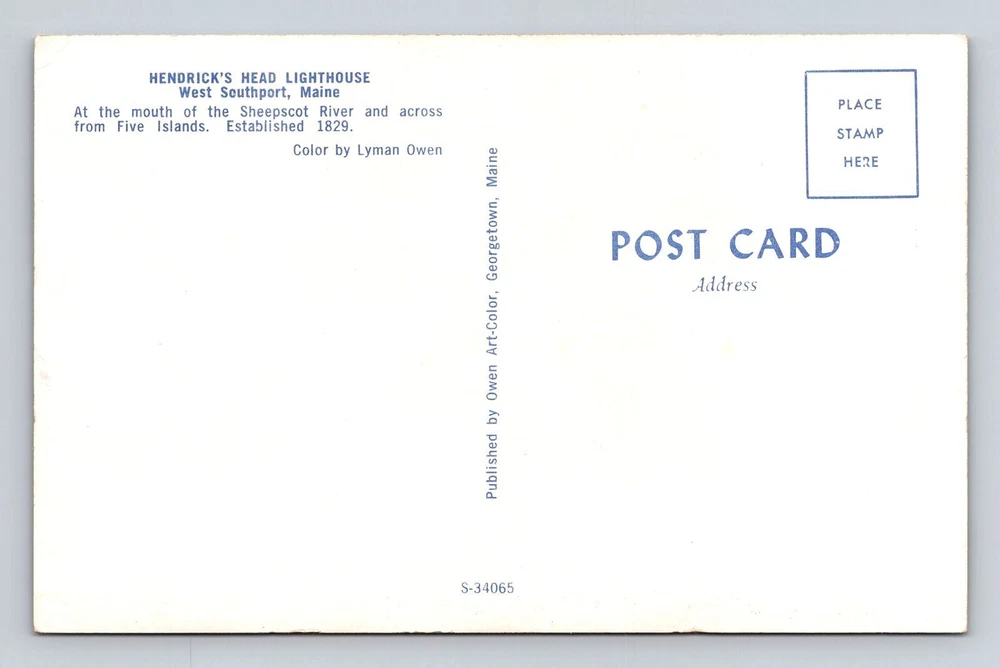 HENDRICK'S HEAD LIGHTHOUSE
West Southport, Maine
At the mouth of the Sheepscot River and across
from Five Islands. Established 1829.
Color by Lyman Owen
Published by Owen Art-Color, Georgetown, Maine
S-34065
PLACE
STAMP
HERE
POST CARD
Address